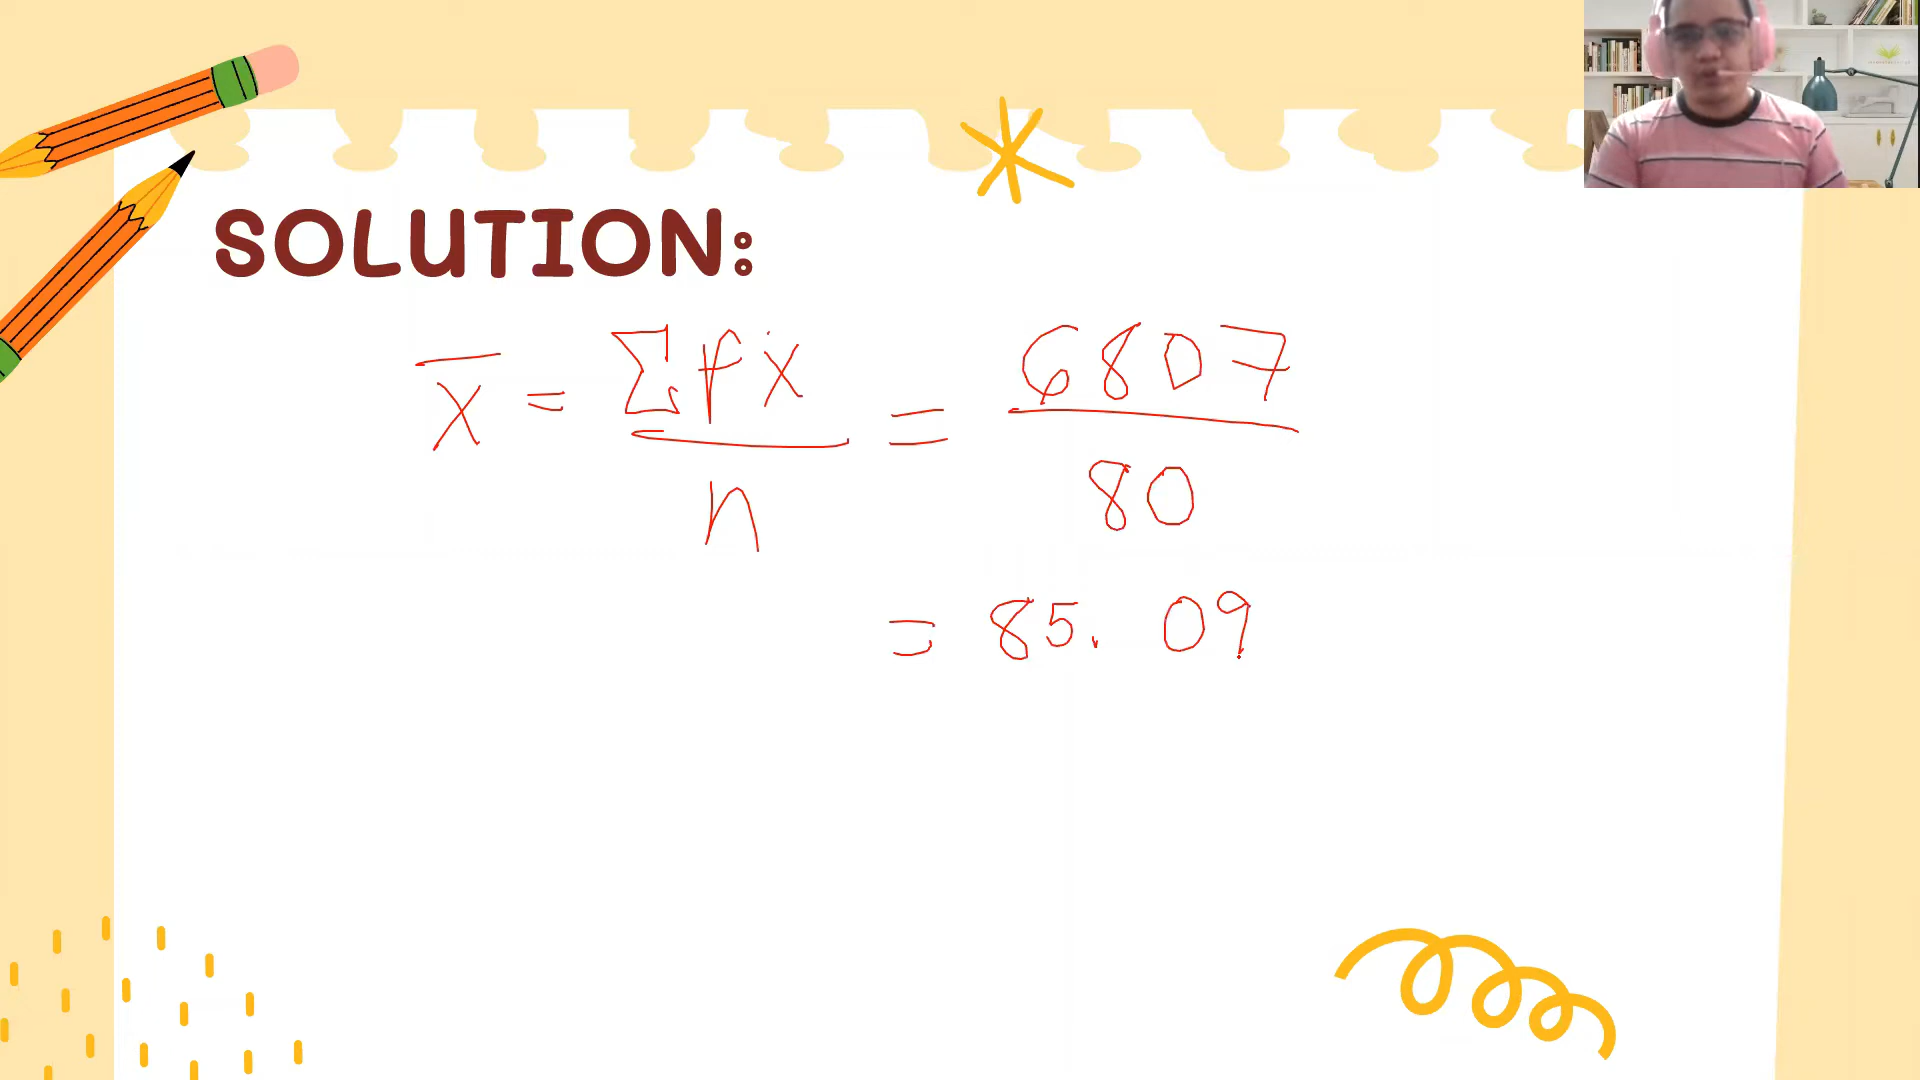 SOLUTION:
x̄ = Σfx / n = 6807 / 80
= 85.09